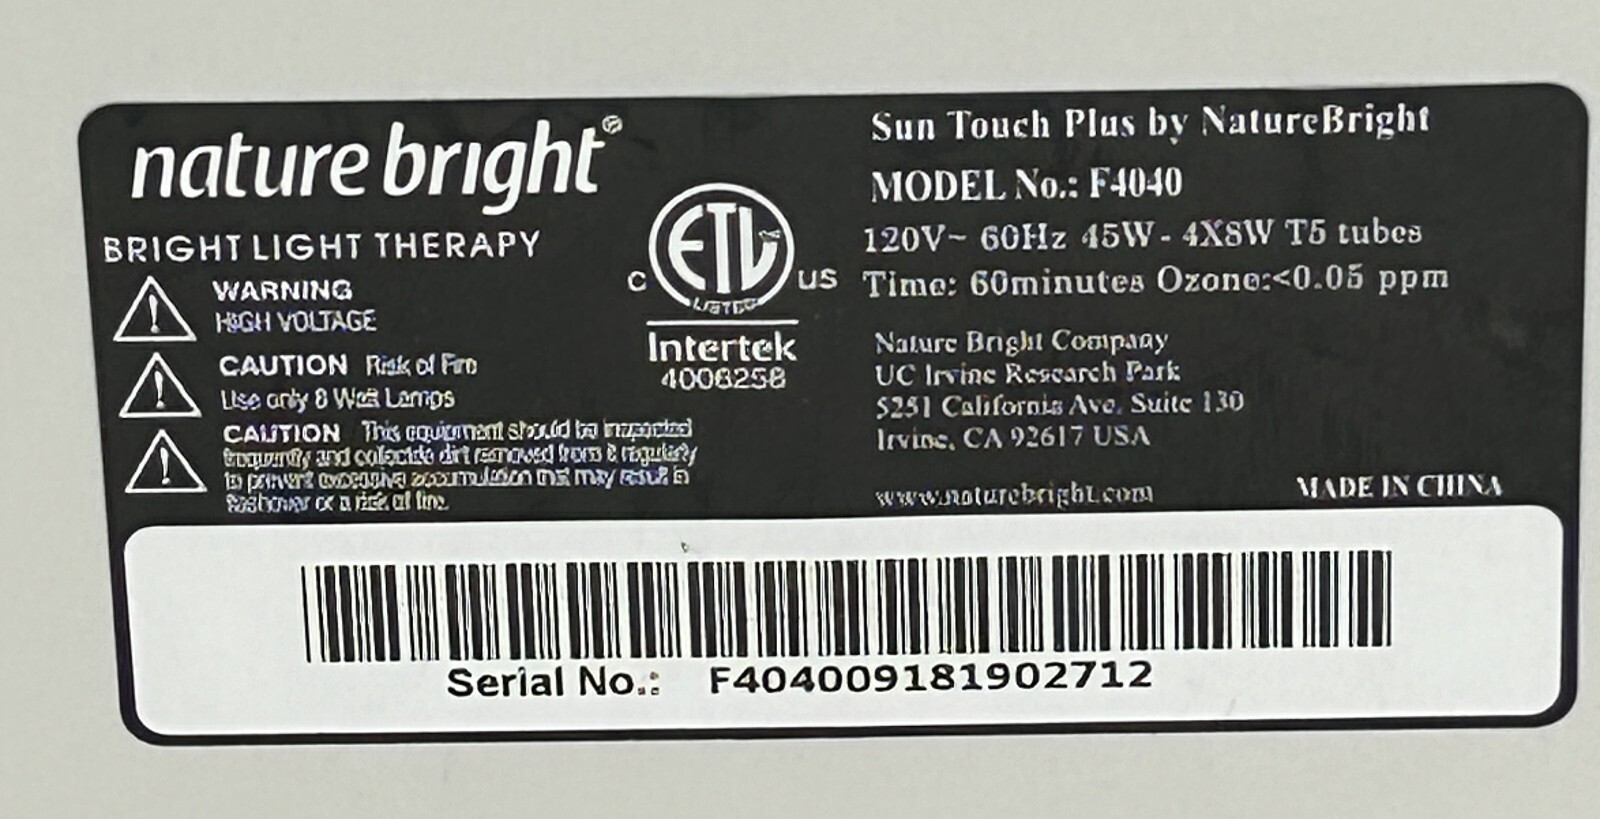 nature bright®
BRIGHT LIGHT THERAPY
WARNING
HIGH VOLTAGE
CAUTION Risk of Fire
Use only 8 Watt Lamps
CAUTION This equipment should be inspected
frequently and collected dirt removed from it regularly
to prevent excessive accumulation that may result in
flashover or a risk of fire.
C ETL US
LISTED
Intertek
4006258
Sun Touch Plus by NatureBright
MODEL No.: F4040
120V~ 60Hz 45W - 4X8W T5 tubes
Time: 60minutes Ozone:<0.05 ppm
Nature Bright Company
UC Irvine Research Park
5251 California Ave. Suite 130
Irvine, CA 92617 USA
www.naturebright.com
MADE IN CHINA
Serial No.: F404009181902712